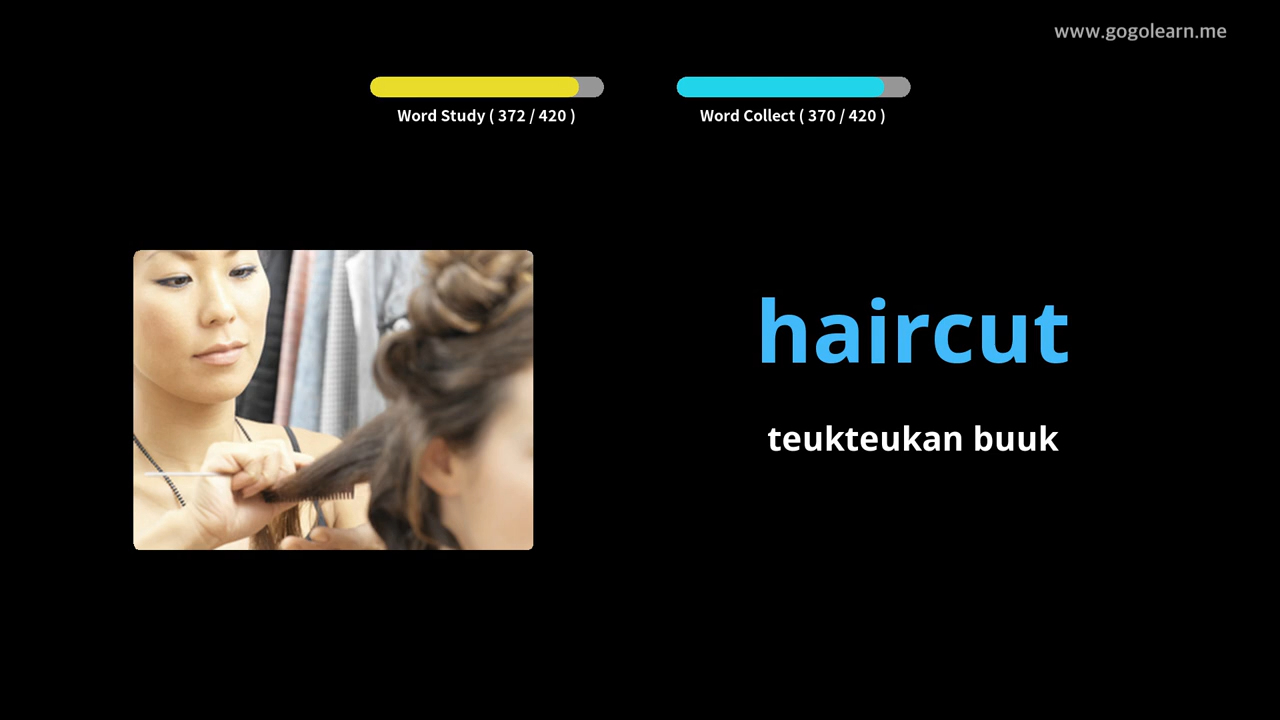 www.gogolearn.me
Word Study ( 372 / 420 )
Word Collect ( 370 / 420 )
haircut
teukteukan buuk